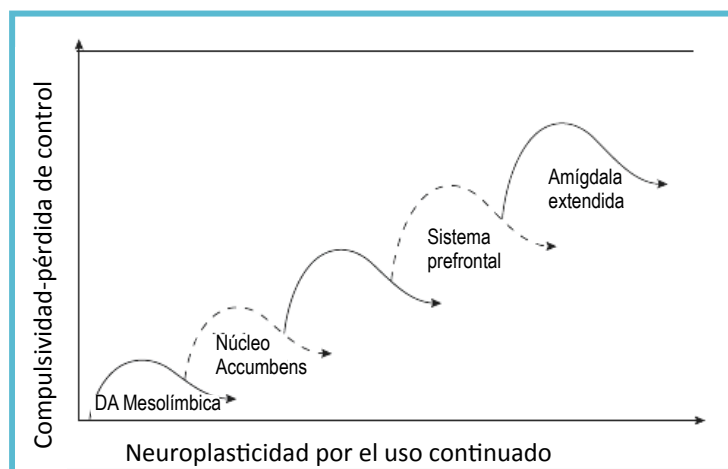 Compulsividad-pérdida de control
Amígdala
extendida
Sistema
prefrontal
Núcleo
Accumbens
DA Mesolímbica
Neuroplasticidad por el uso continuado